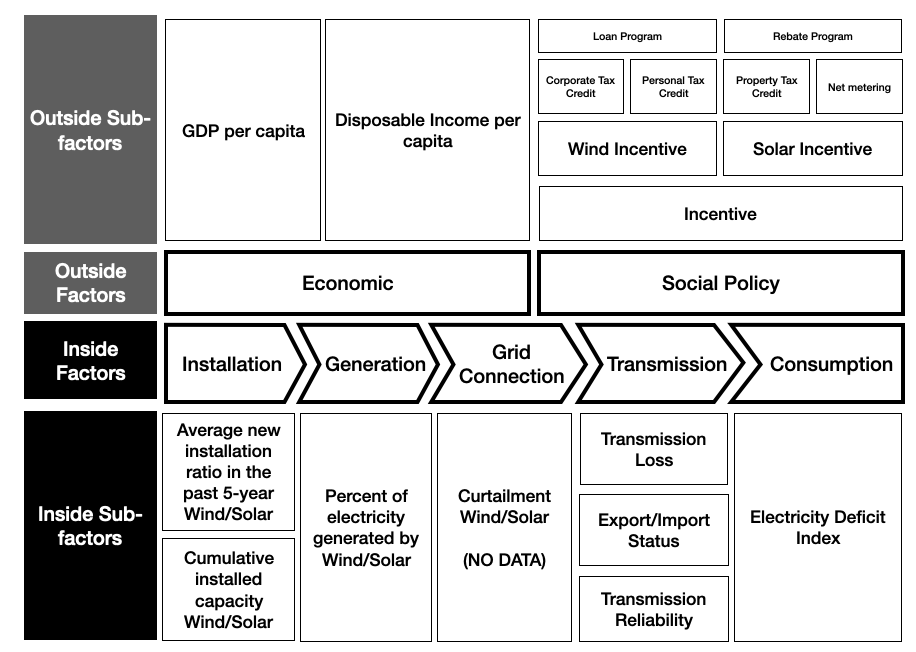 Outside Sub-
factors
GDP per capita
Disposable Income per
capita
Loan Program
Rebate Program
Corporate Tax
Credit
Personal Tax
Credit
Property Tax
Credit
Net metering
Wind Incentive
Solar Incentive
Incentive
Outside
Factors
Economic
Social Policy
Inside
Factors
Installation
Generation
Grid
Connection
Transmission
Consumption
Inside Sub-
factors
Average new
installation
ratio in the
past 5-year
Wind/Solar
Cumulative
installed
capacity
Wind/Solar
Percent of
electricity
generated by
Wind/Solar
Curtailment
Wind/Solar
(NO DATA)
Transmission
Loss
Export/Import
Status
Transmission
Reliability
Electricity Deficit
Index